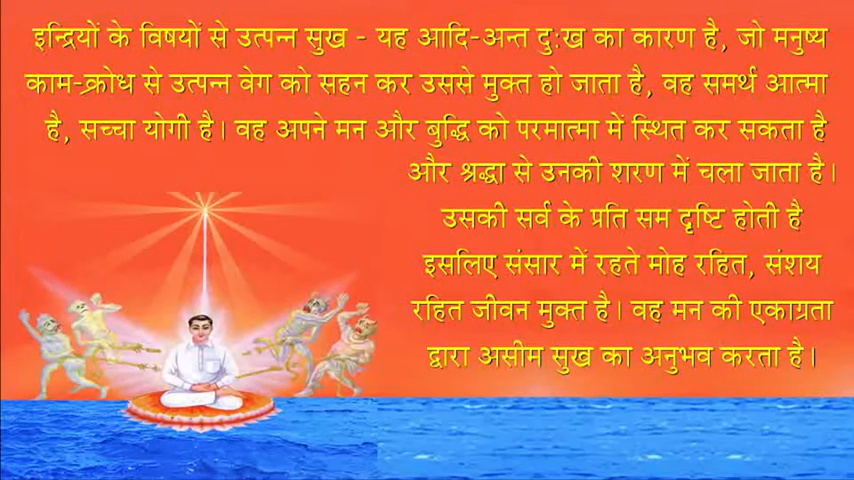 इन्द्रियों के विषयों से उत्पन्न सुख - यह आदि-अन्त दुःख का कारण है, जो मनुष्य
काम-क्रोध से उत्पन्न वेग को सहन कर उससे मुक्त हो जाता है, वह समर्थ आत्मा
है, सच्चा योगी है। वह अपने मन और बुद्धि को परमात्मा में स्थित कर सकता है
और श्रद्धा से उनकी शरण में चला जाता है।
उसकी सर्व के प्रति सम दृष्टि होती है
इसलिए संसार में रहते मोह रहित, संशय
रहित जीवन मुक्त है। वह मन की एकाग्रता
द्वारा असीम सुख का अनुभव करता है।